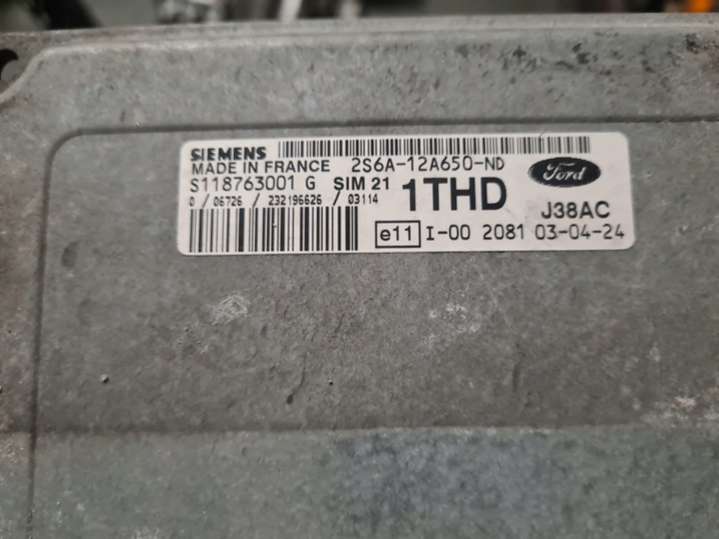 SIEMENS
MADE IN FRANCE 2S6A-12A650-ND
S118763001 G SIM 21 1THD Ford
0 / 06726 / 232196626 / 03114 J38AC
e11 I-00 2081 03-04-24